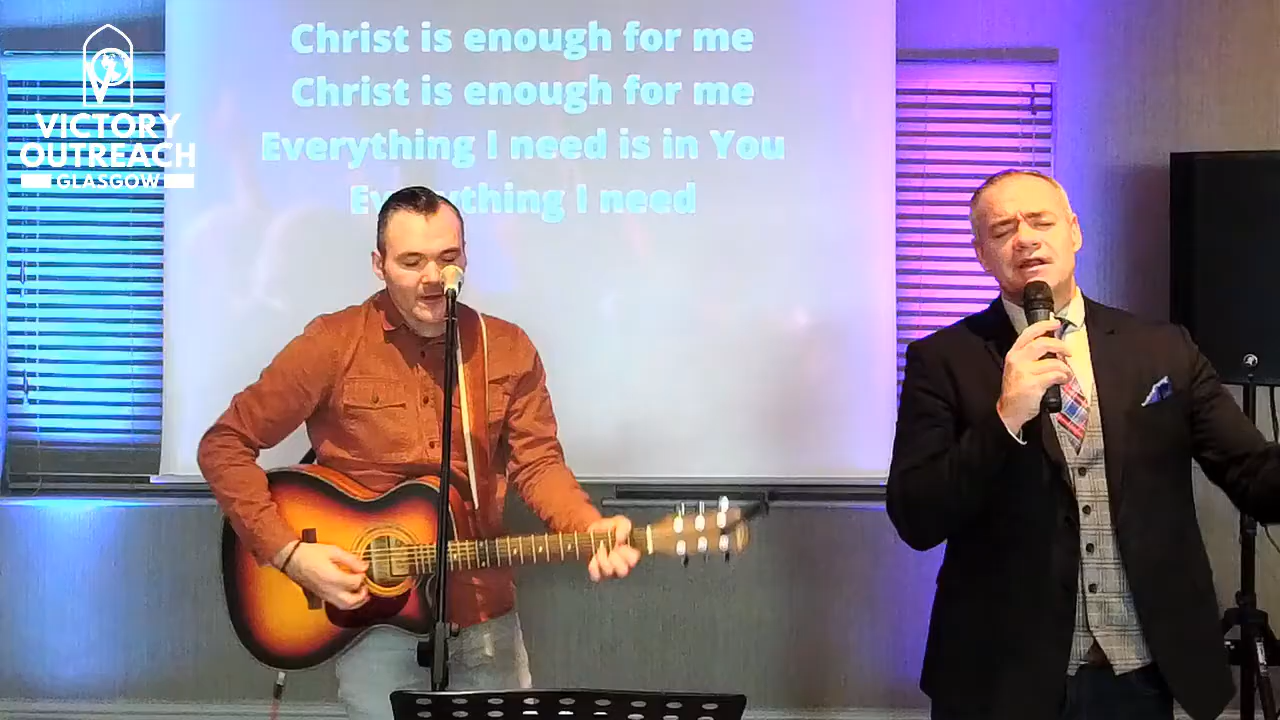 VICTORY
OUTREACH
GLASGOW
Christ is enough for me
Christ is enough for me
Everything I need is in You
Everything I need